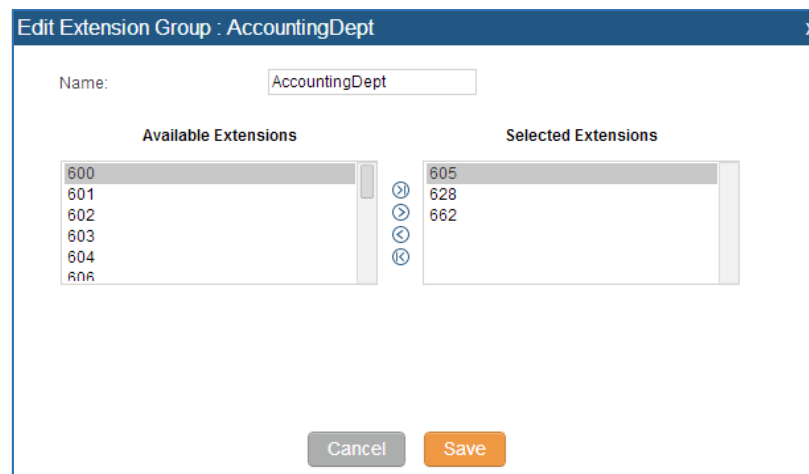 Edit Extension Group : AccountingDept
Name: AccountingDept
Available Extensions Selected Extensions
600
601
602
603
604
606
605
628
662
Cancel Save